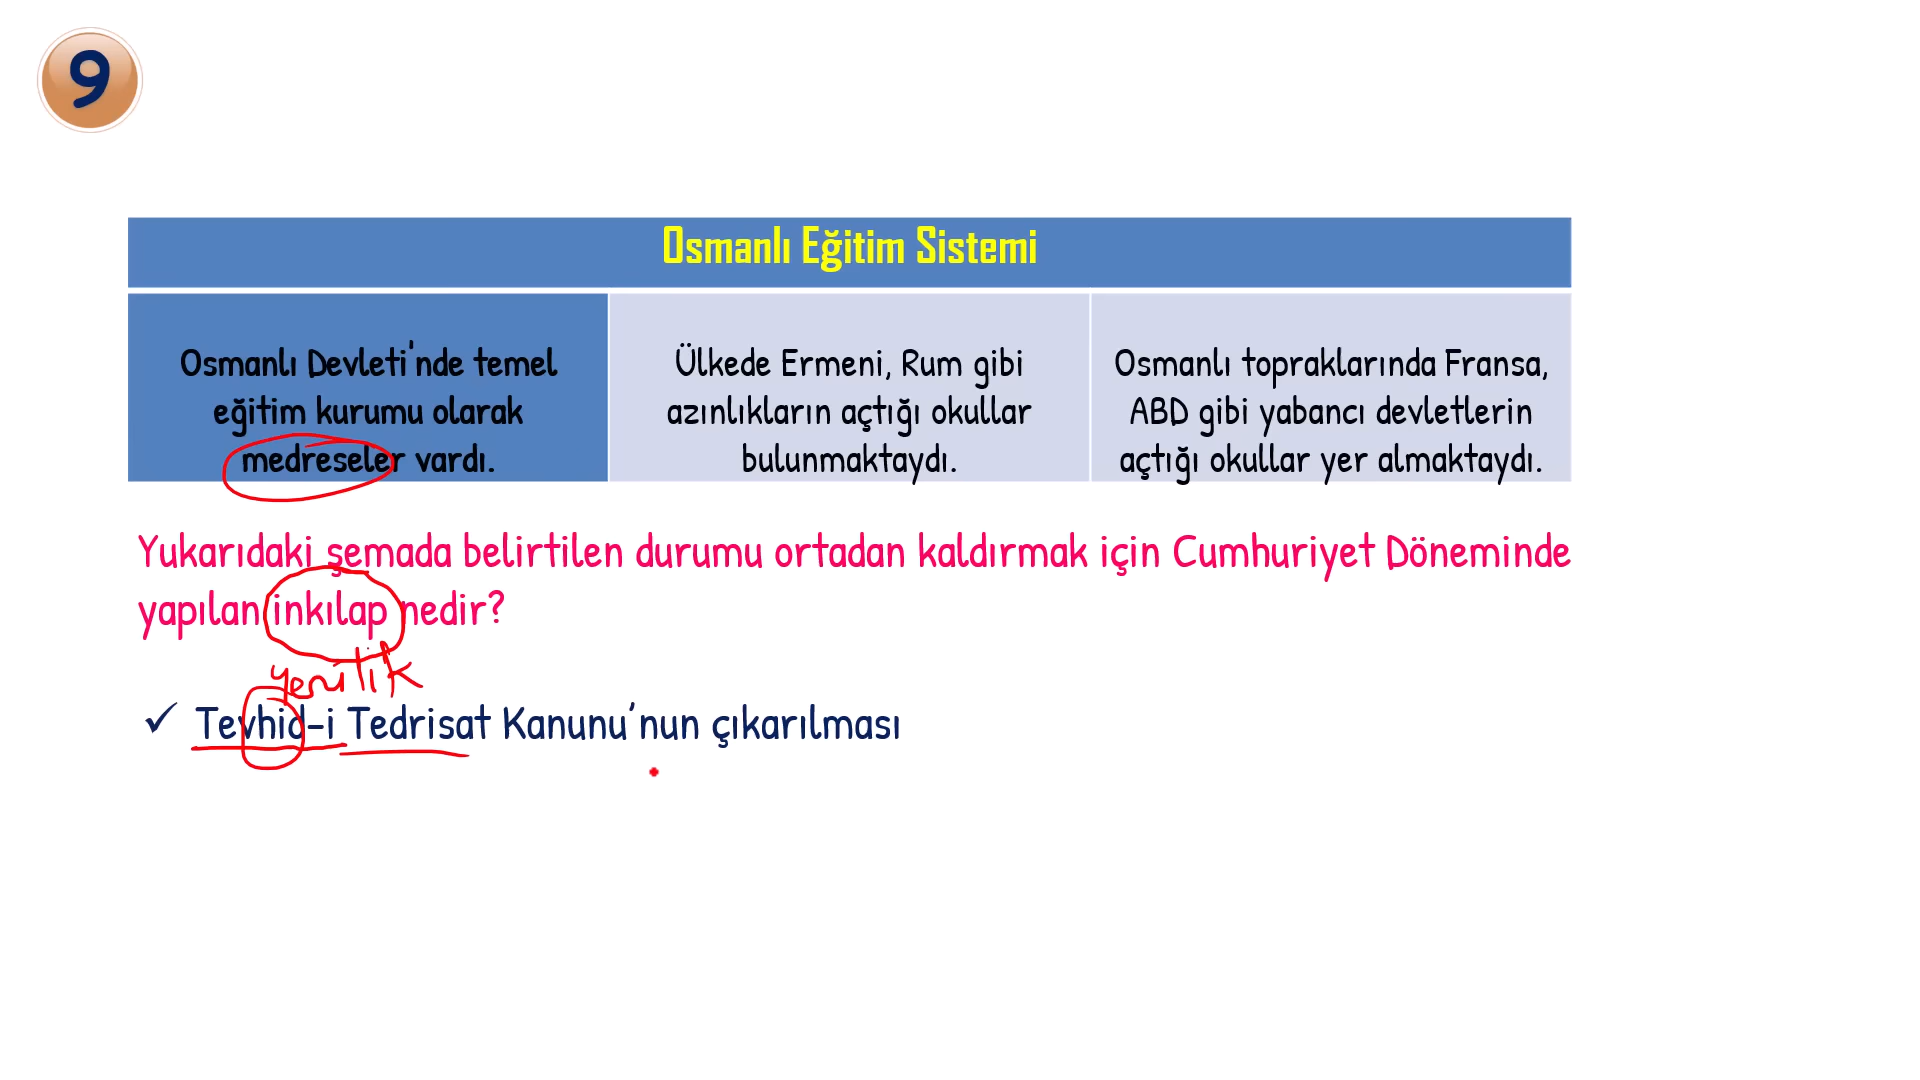 9
Osmanlı Eğitim Sistemi
Osmanlı Devleti'nde temel
eğitim kurumu olarak
medreseler vardı.
Ülkede Ermeni, Rum gibi
azınlıkların açtığı okullar
bulunmaktaydı.
Osmanlı topraklarında Fransa,
ABD gibi yabancı devletlerin
açtığı okullar yer almaktaydı.
Yukarıdaki şemada belirtilen durumu ortadan kaldırmak için Cumhuriyet Döneminde
yapılan inkılap nedir?
yenilik
✓ Tevhid-i Tedrisat Kanunu'nun çıkarılması